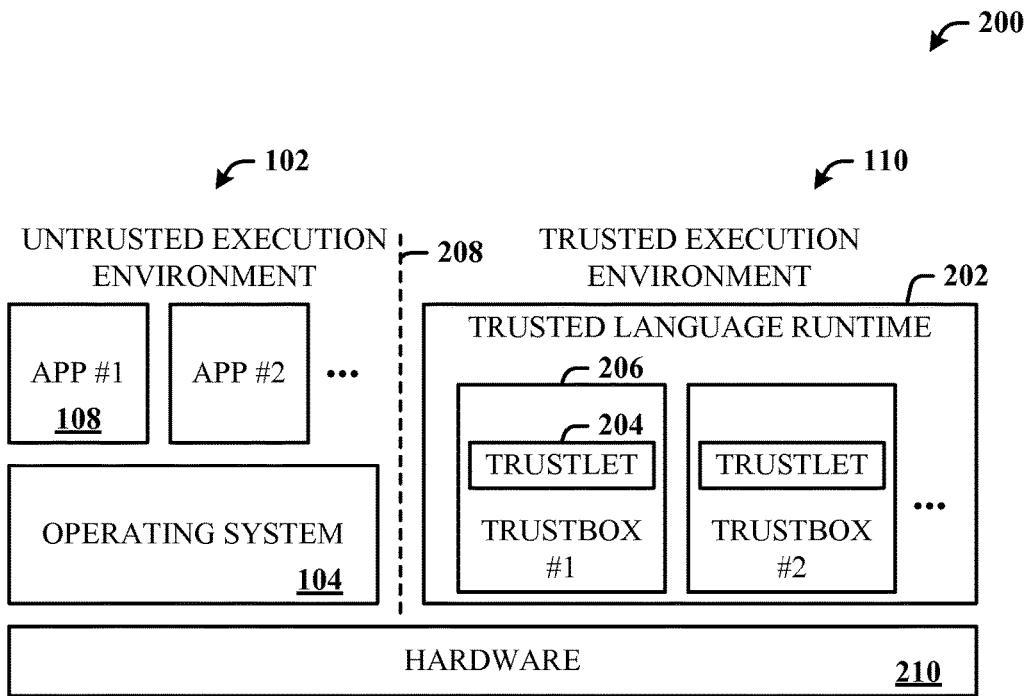 200
102
110
UNTRUSTED EXECUTION
ENVIRONMENT
208
TRUSTED EXECUTION
ENVIRONMENT
202
TRUSTED LANGUAGE RUNTIME
APP #1
108
APP #2
•••
206
204
TRUSTLET
TRUSTBOX
#1
TRUSTLET
TRUSTBOX
#2
•••
OPERATING SYSTEM
104
HARDWARE
210